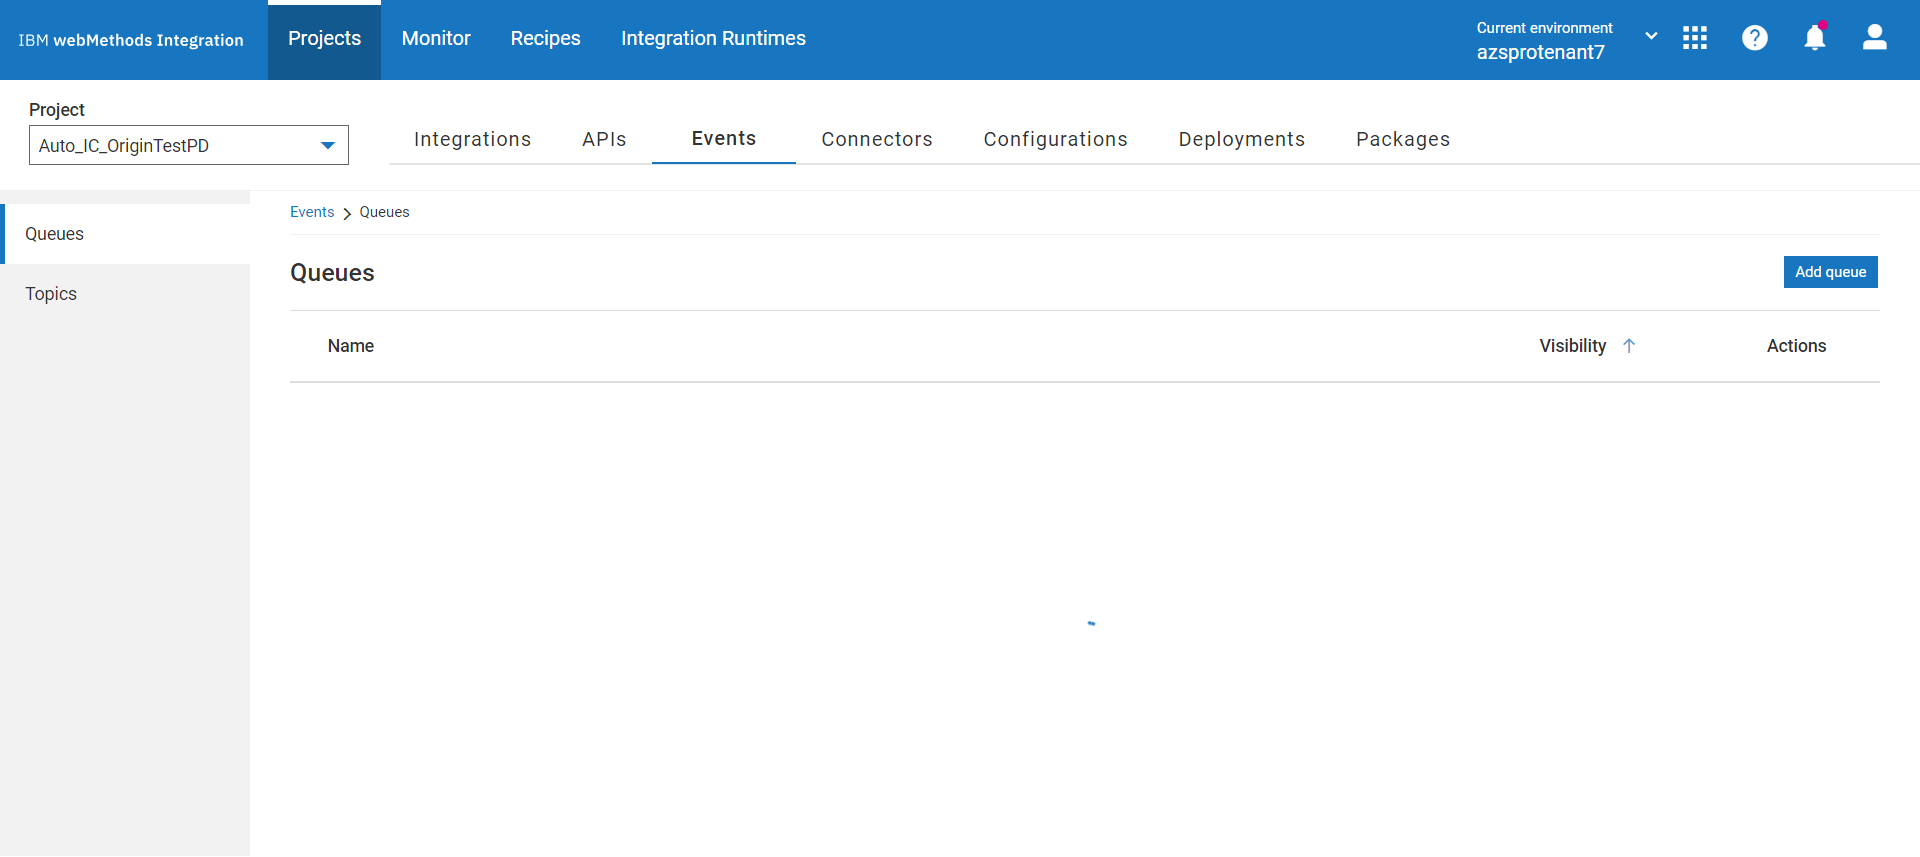 IBM webMethods Integration
Projects
Monitor
Recipes
Integration Runtimes
Current environment
azsprotenant7
Project
Auto_IC_OriginTestPD
Integrations
APIs
Events
Connectors
Configurations
Deployments
Packages
Queues
Topics
Events > Queues
Queues
Add queue
Name
Visibility
Actions